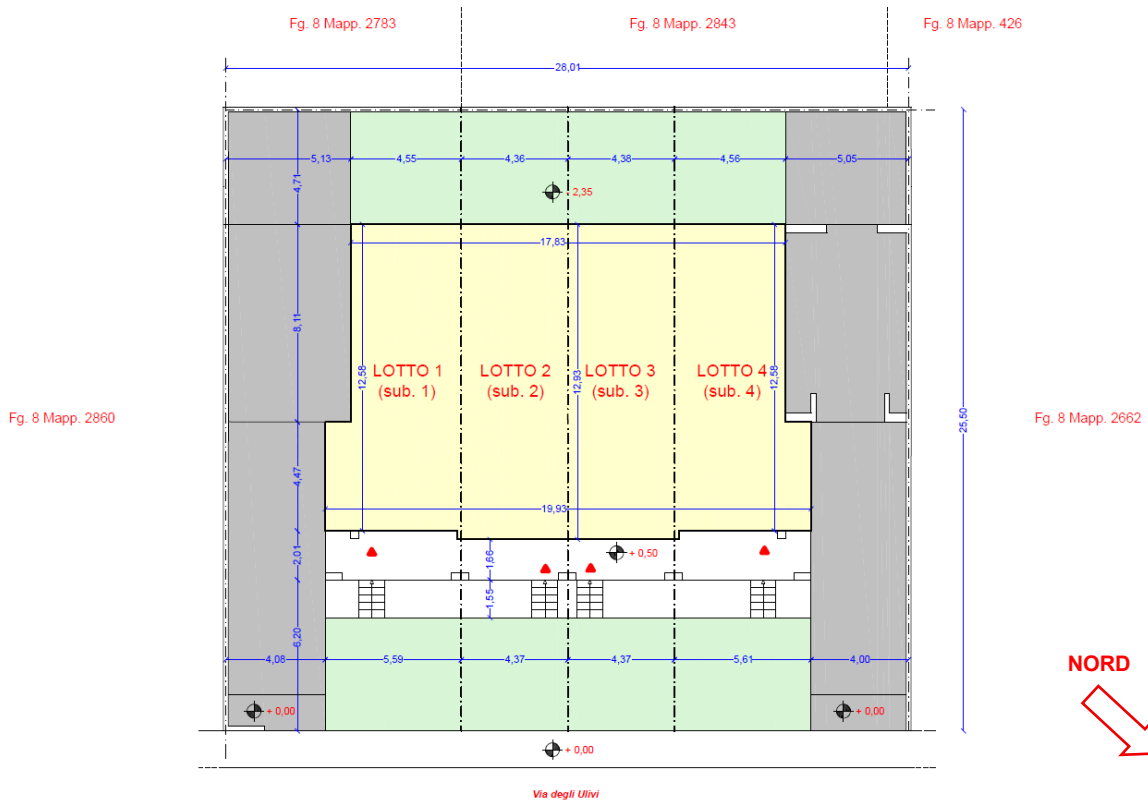 Fg. 8 Mapp. 2783
Fg. 8 Mapp. 2843
Fg. 8 Mapp. 426
28,01
5,13
4,55
4,36
4,38
4,56
5,05
4,71
- 2,35
17,83
8,11
12,58
12,93
12,58
LOTTO 1
(sub. 1)
LOTTO 2
(sub. 2)
LOTTO 3
(sub. 3)
LOTTO 4
(sub. 4)
Fg. 8 Mapp. 2860
Fg. 8 Mapp. 2662
25,50
4,47
19,93
2,01
1,66
+ 0,50
1,55
6,20
4,08
5,59
4,37
4,37
5,61
4,00
NORD
+ 0,00
+ 0,00
+ 0,00
Via degli Ulivi